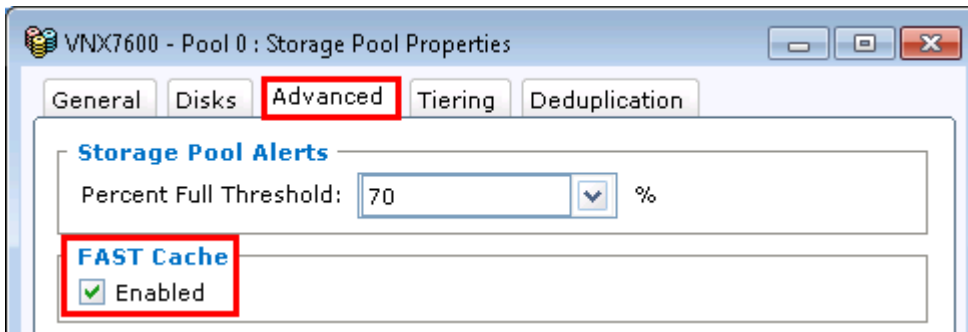 VNX7600 - Pool 0 : Storage Pool Properties
General Disks Advanced Tiering Deduplication
Storage Pool Alerts
Percent Full Threshold: 70 %
FAST Cache
Enabled